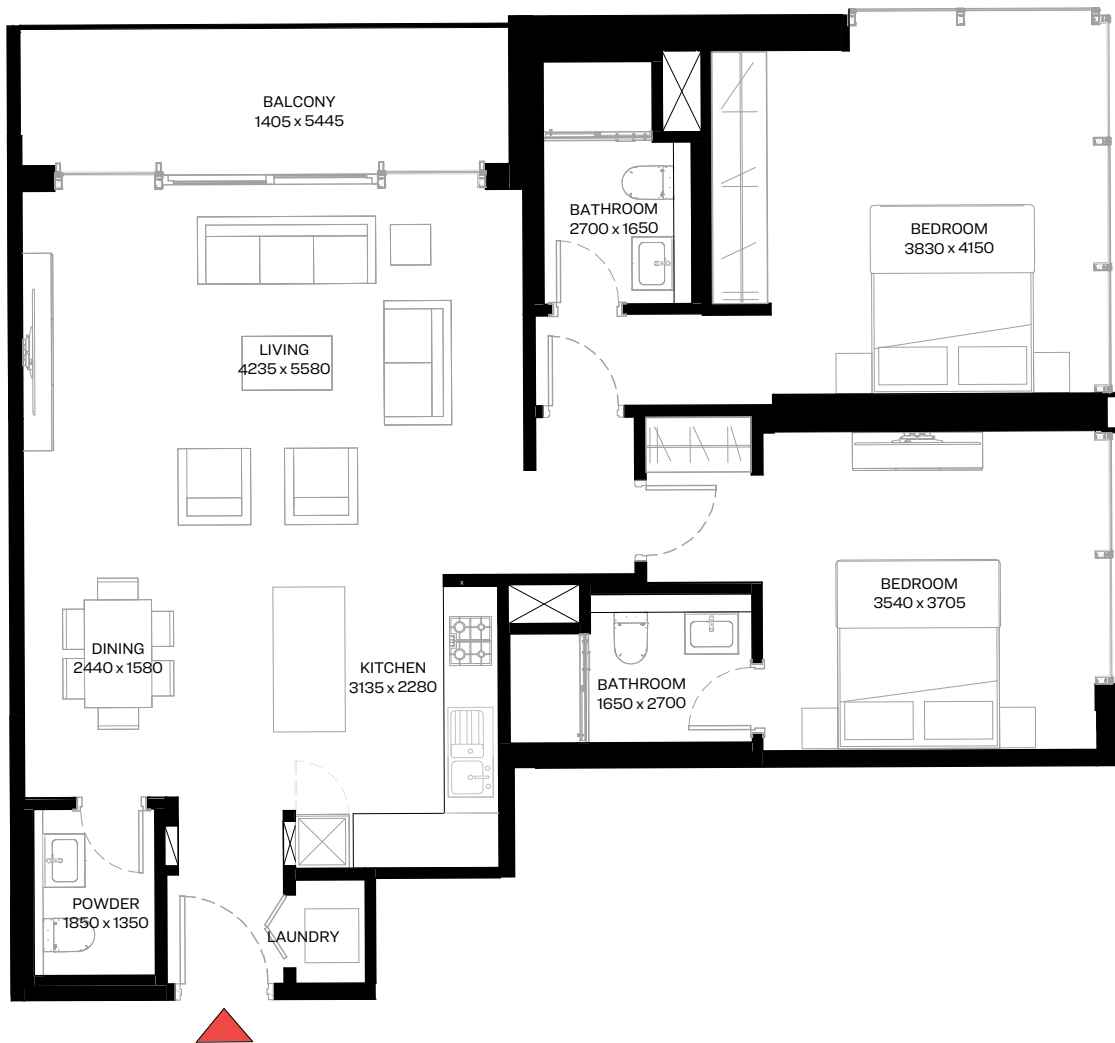 BALCONY
1405 x 5445
BATHROOM
2700 x 1650
BEDROOM
3830 x 4150
LIVING
4235 x 5580
BEDROOM
3540 x 3705
DINING
2440 x 1580
KITCHEN
3135 x 2280
BATHROOM
1650 x 2700
POWDER
1850 x 1350
LAUNDRY